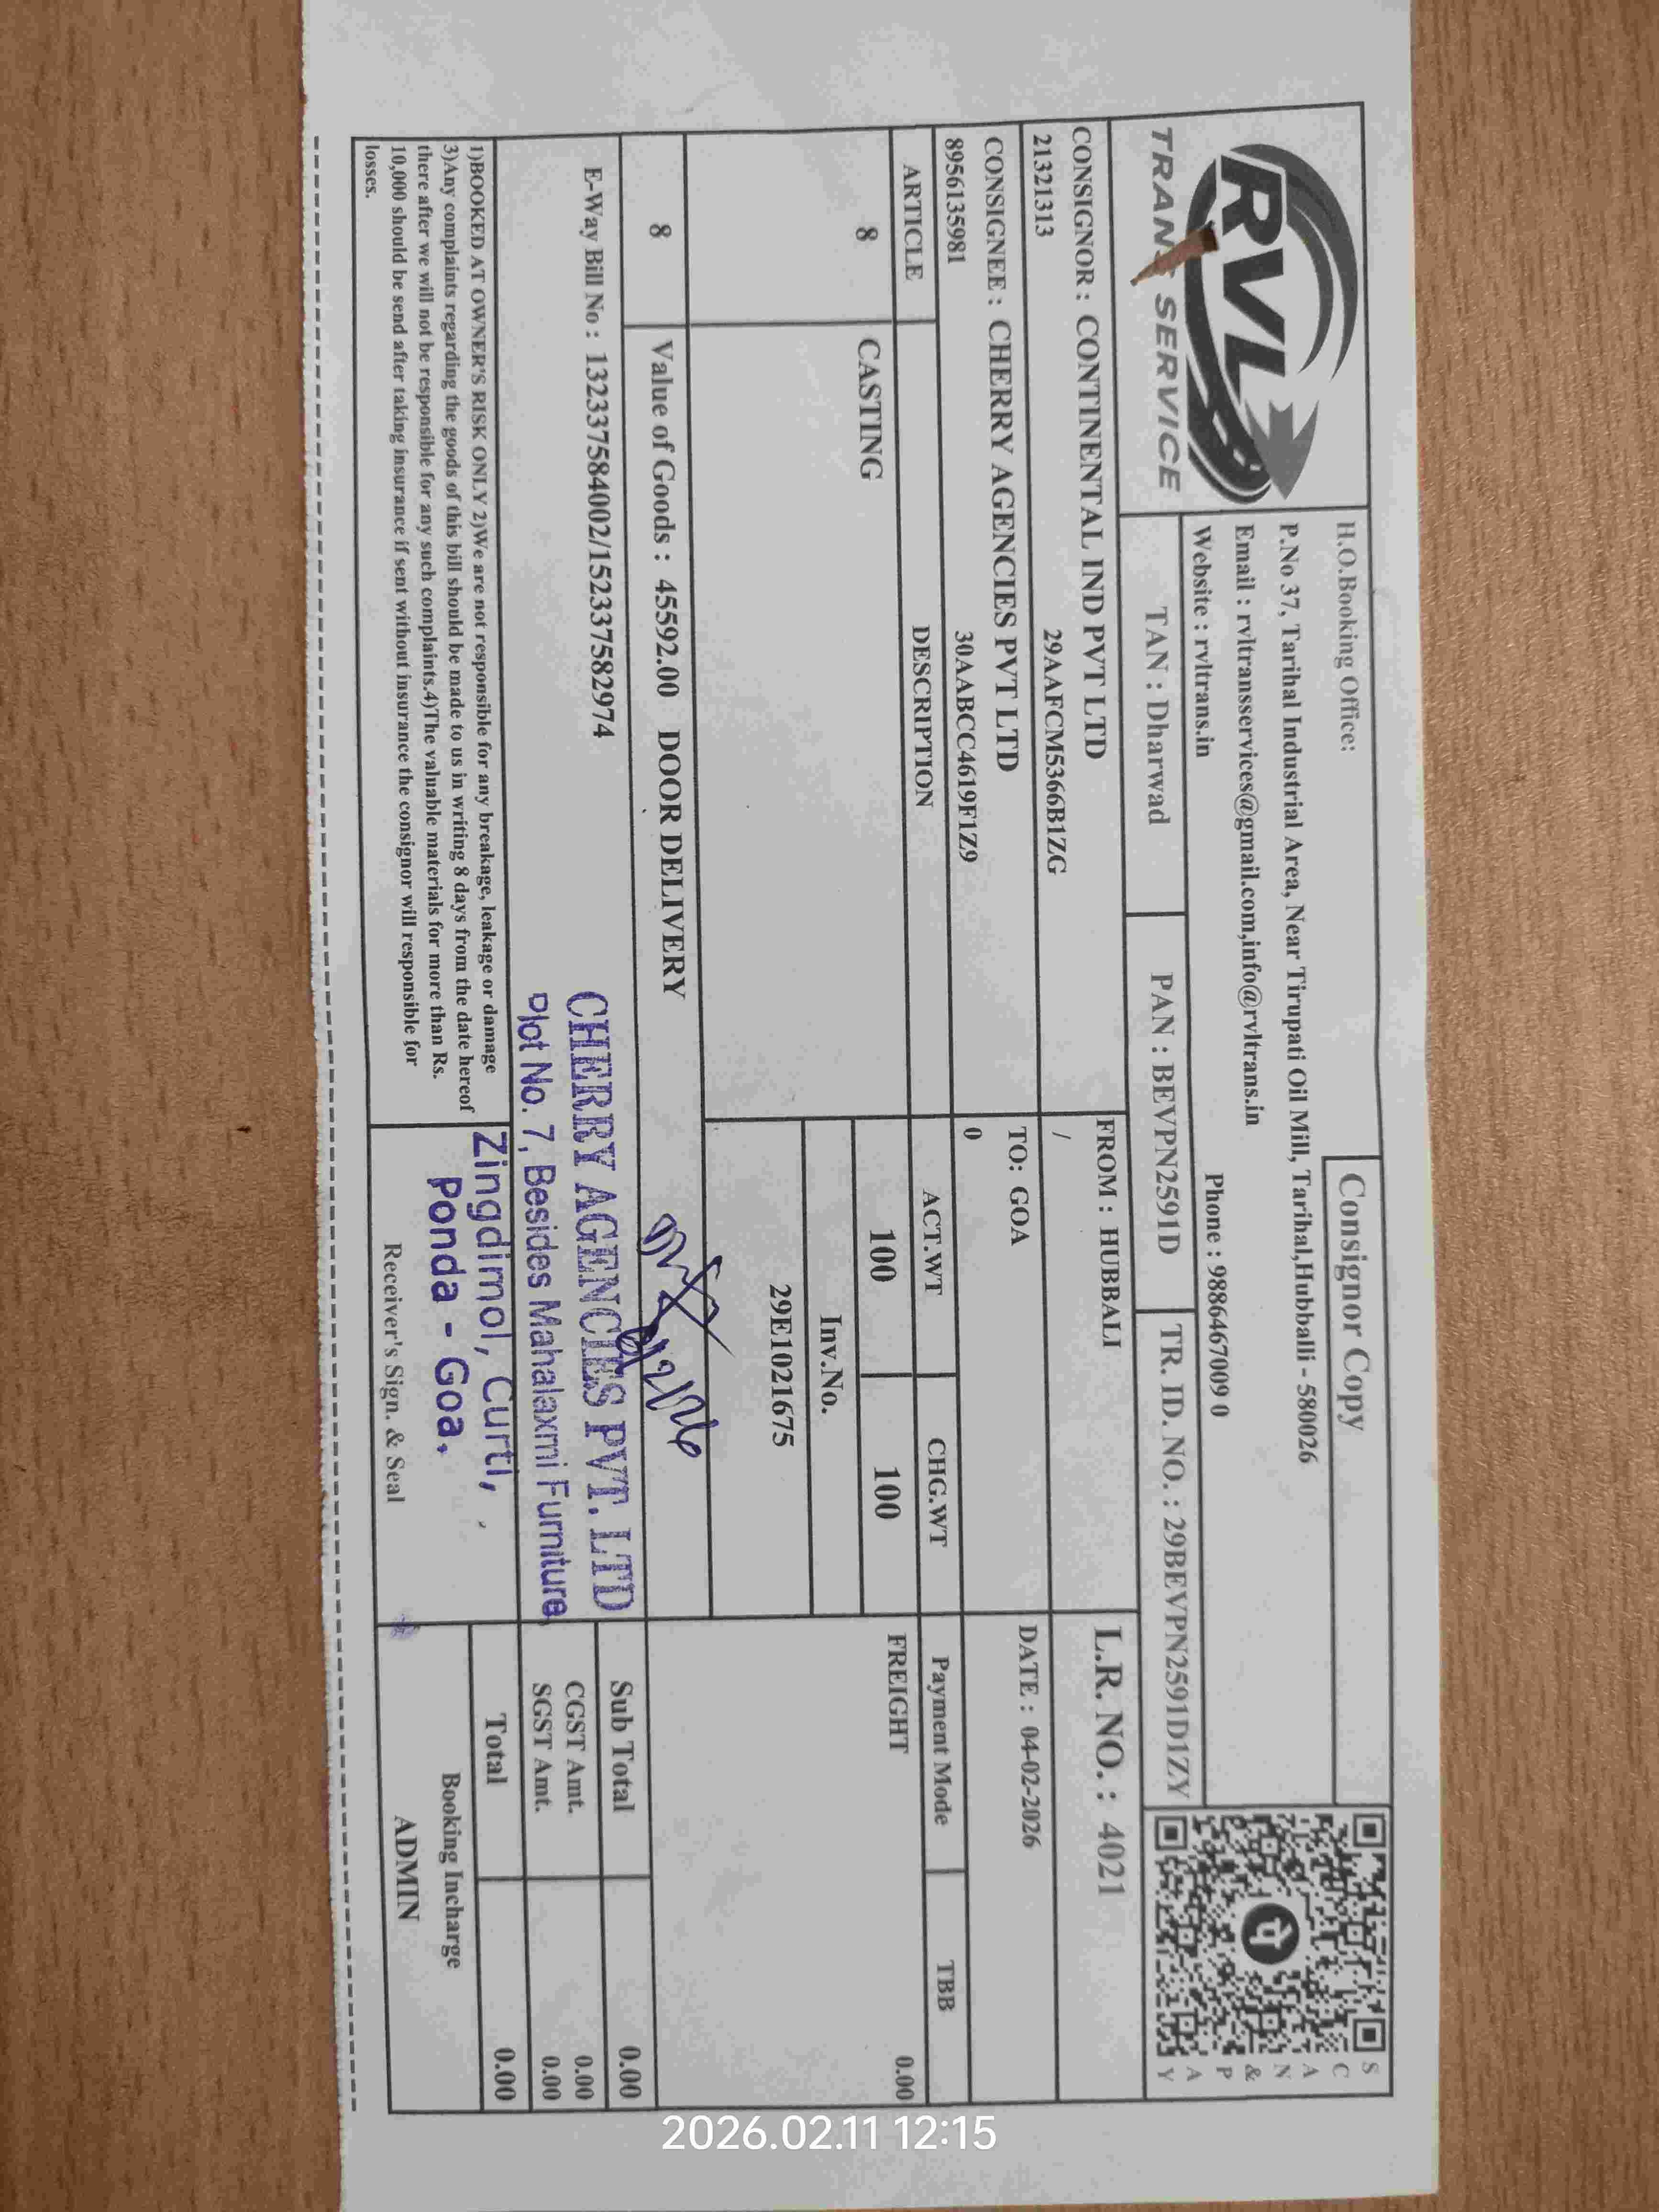 RVL
TRANS SERVICE
H.O.Booking Office:
Consignor Copy
P.No 37, Tarihal Industrial Area, Near Tirupati Oil Mill, Tarihal,Hubballi - 580026
Email : rvltransservices@gmail.com,info@rvltrans.in
Website : rvltrans.in Phone : 9886467009 0
SCAN & PAY
TAN : Dharwad PAN : BEVPN2591D TR. ID. NO. : 29BEVPN2591D1ZY
CONSIGNOR : CONTINENTAL IND PVT LTD FROM : HUBBALI L.R. NO. : 4021
21321313 29AAFCM5366B1ZG /
CONSIGNEE : CHERRY AGENCIES PVT LTD TO: GOA DATE : 04-02-2026
8956135981 30AABCC4619F1Z9 0
ARTICLE DESCRIPTION ACT.WT CHG.WT Payment Mode TBB
8 CASTING 100 100 FREIGHT 0.00
Inv.No.
29E1021675
8 Value of Goods : 45592.00 DOOR DELIVERY
E-Way Bill No : 132337584002/152337582974
CHERRY AGENCIES PVT. LTD
Plot No. 7, Besides Mahalaxmi Furniture
Zingdimol, Curti,
Ponda - Goa.
Sub Total 0.00
CGST Amt. 0.00
SGST Amt. 0.00
Total 0.00
1)BOOKED AT OWNER'S RISK ONLY 2)We are not responsible for any breakage, leakage or damage
3)Any complaints regarding the goods of this bill should be made to us in writing 8 days from the date hereof
there after we will not be responsible for any such complaints.4)The valuable materials for more than Rs.
10,000 should be send after taking insurance if sent without insurance the consignor will responsible for
losses.
Receiver's Sign. & Seal
Booking Incharge
ADMIN
2026.02.11 12:15